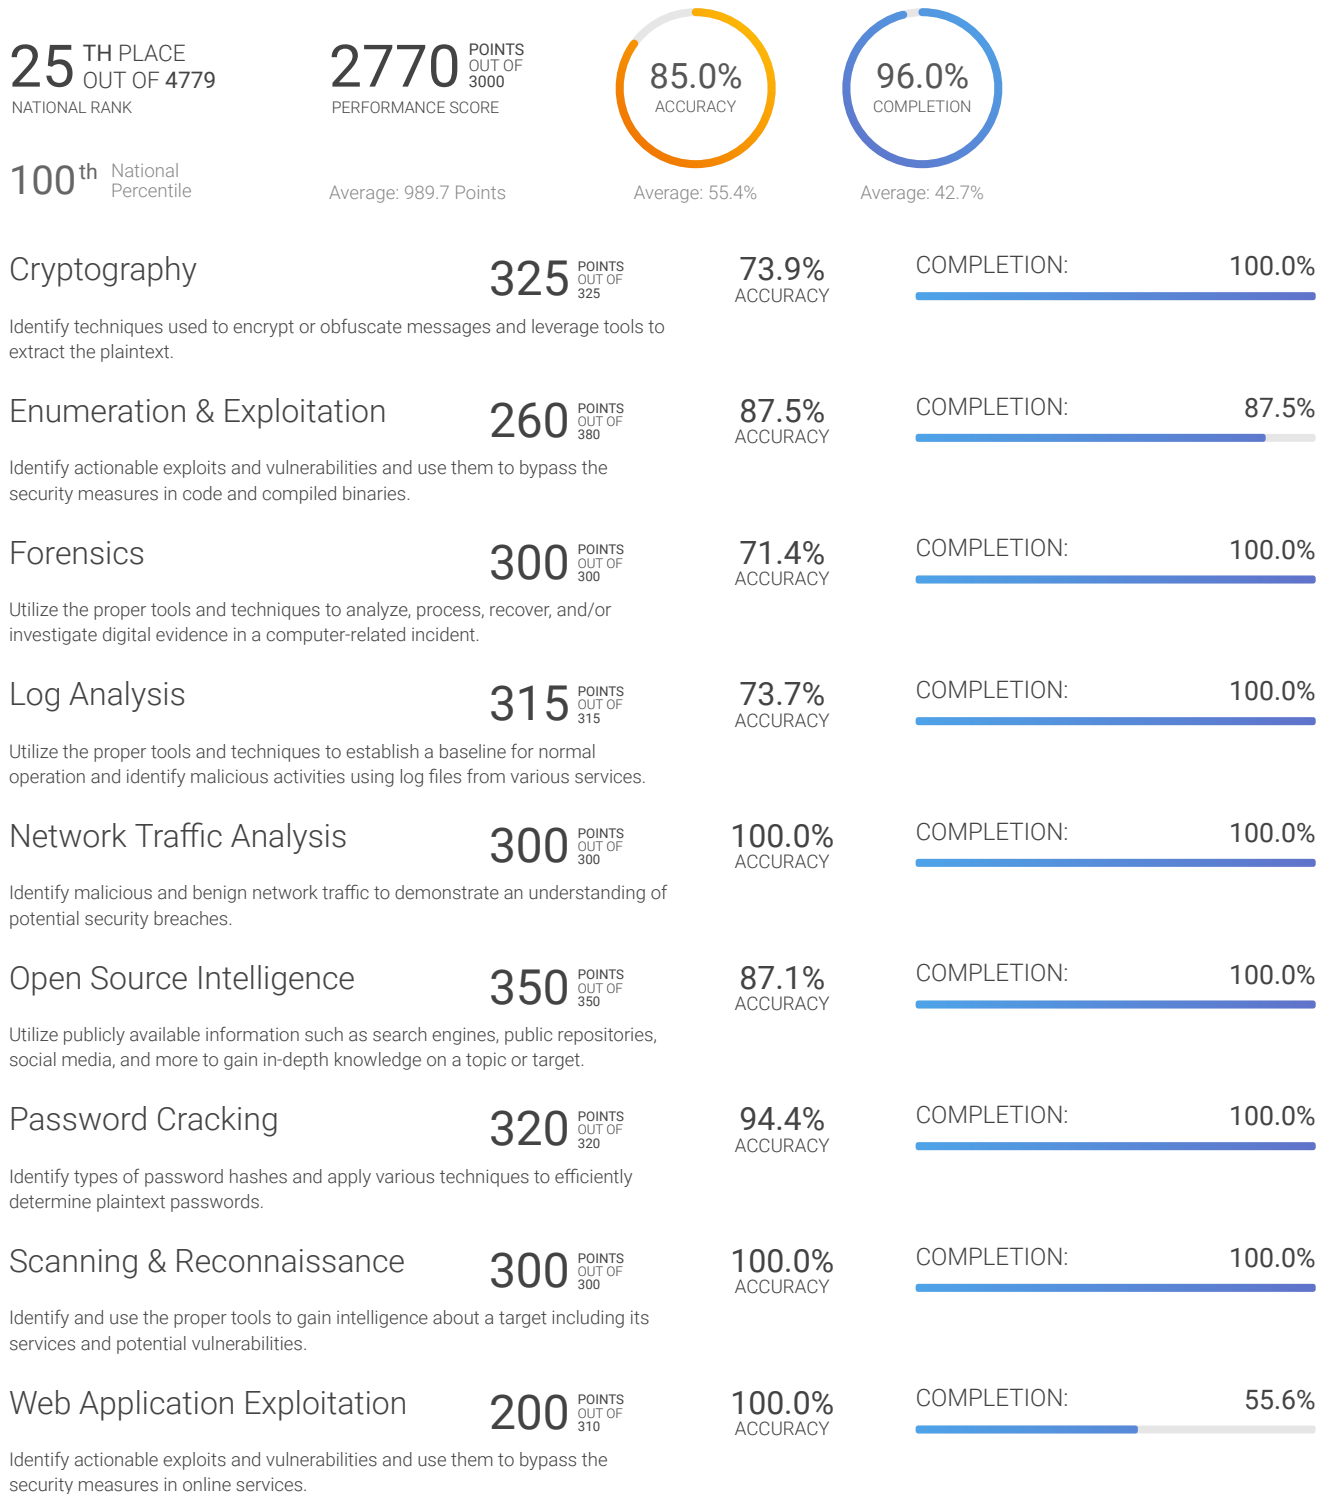 25 TH PLACE
OUT OF 4779
NATIONAL RANK
2770 POINTS
OUT OF
3000
PERFORMANCE SCORE
85.0%
ACCURACY
96.0%
COMPLETION
100th National
Percentile
Average: 989.7 Points
Average: 55.4%
Average: 42.7%
Cryptography
325 POINTS
OUT OF
325
73.9%
ACCURACY
COMPLETION: 100.0%
Identify techniques used to encrypt or obfuscate messages and leverage tools to
extract the plaintext.
Enumeration & Exploitation
260 POINTS
OUT OF
380
87.5%
ACCURACY
COMPLETION: 87.5%
Identify actionable exploits and vulnerabilities and use them to bypass the
security measures in code and compiled binaries.
Forensics
300 POINTS
OUT OF
300
71.4%
ACCURACY
COMPLETION: 100.0%
Utilize the proper tools and techniques to analyze, process, recover, and/or
investigate digital evidence in a computer-related incident.
Log Analysis
315 POINTS
OUT OF
315
73.7%
ACCURACY
COMPLETION: 100.0%
Utilize the proper tools and techniques to establish a baseline for normal
operation and identify malicious activities using log files from various services.
Network Traffic Analysis
300 POINTS
OUT OF
300
100.0%
ACCURACY
COMPLETION: 100.0%
Identify malicious and benign network traffic to demonstrate an understanding of
potential security breaches.
Open Source Intelligence
350 POINTS
OUT OF
350
87.1%
ACCURACY
COMPLETION: 100.0%
Utilize publicly available information such as search engines, public repositories,
social media, and more to gain in-depth knowledge on a topic or target.
Password Cracking
320 POINTS
OUT OF
320
94.4%
ACCURACY
COMPLETION: 100.0%
Identify types of password hashes and apply various techniques to efficiently
determine plaintext passwords.
Scanning & Reconnaissance
300 POINTS
OUT OF
300
100.0%
ACCURACY
COMPLETION: 100.0%
Identify and use the proper tools to gain intelligence about a target including its
services and potential vulnerabilities.
Web Application Exploitation
200 POINTS
OUT OF
310
100.0%
ACCURACY
COMPLETION: 55.6%
Identify actionable exploits and vulnerabilities and use them to bypass the
security measures in online services.